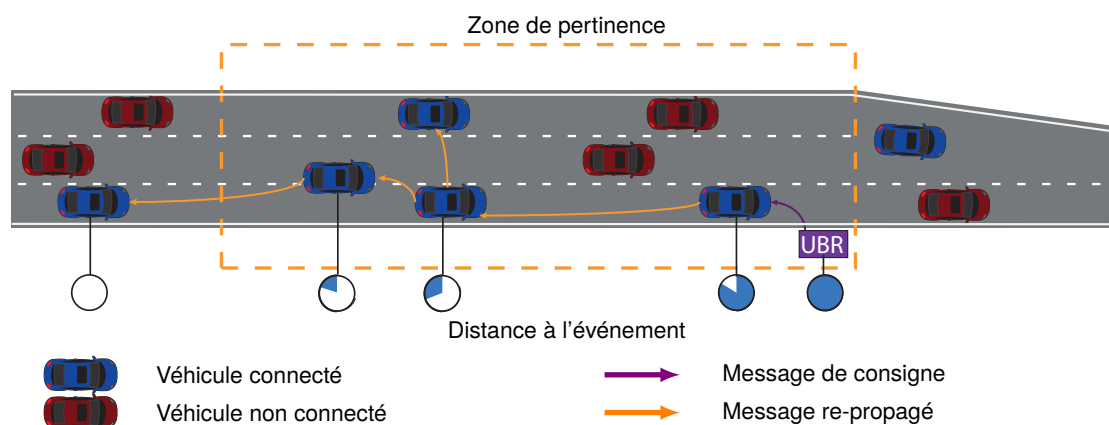 Zone de pertinence
UBR
Distance à l'événement
Véhicule connecté
Message de consigne
Véhicule non connecté
Message re-propagé